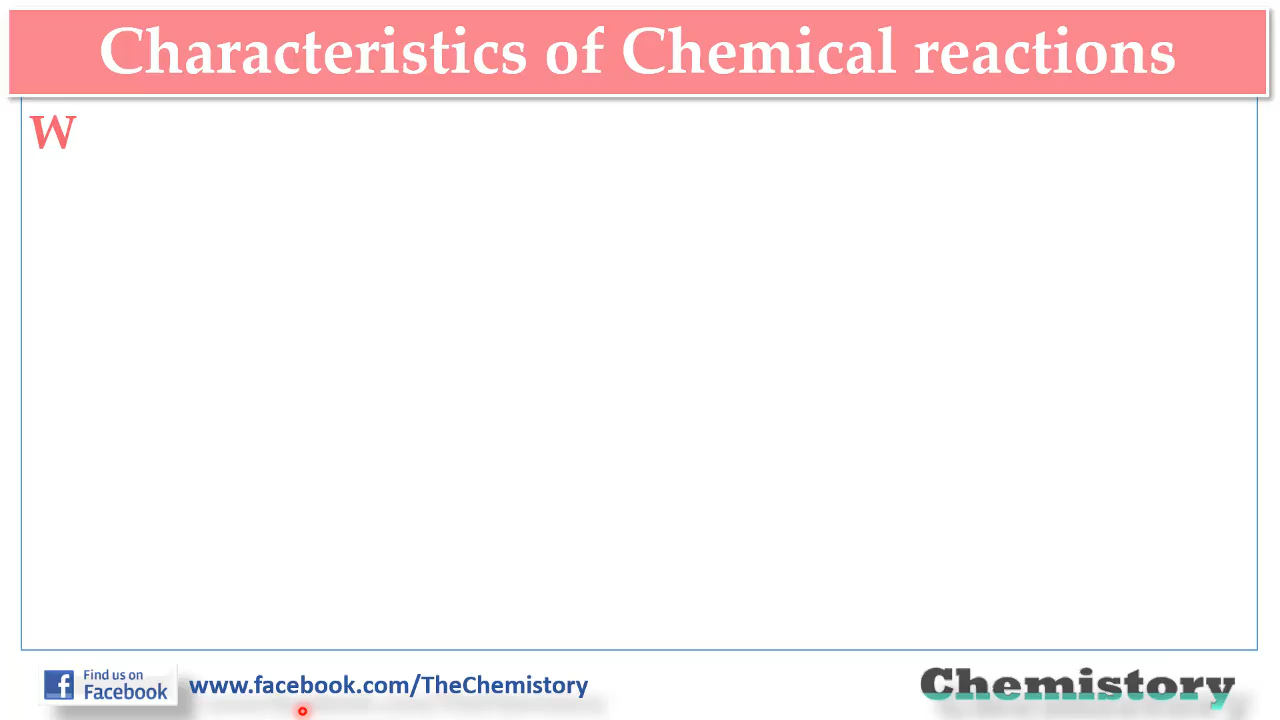 Characteristics of Chemical reactions
W
Find us on
Facebook
www.facebook.com/TheChemistory
Chemistory